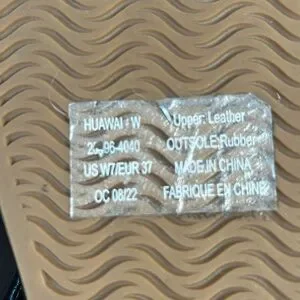 HUAWAI - W Upper: Leather
96-4040 OUTSOLE: Rubber
US W7/EUR 37 MADE IN CHINA
OC 08/22 FABRIQUE EN CHINE